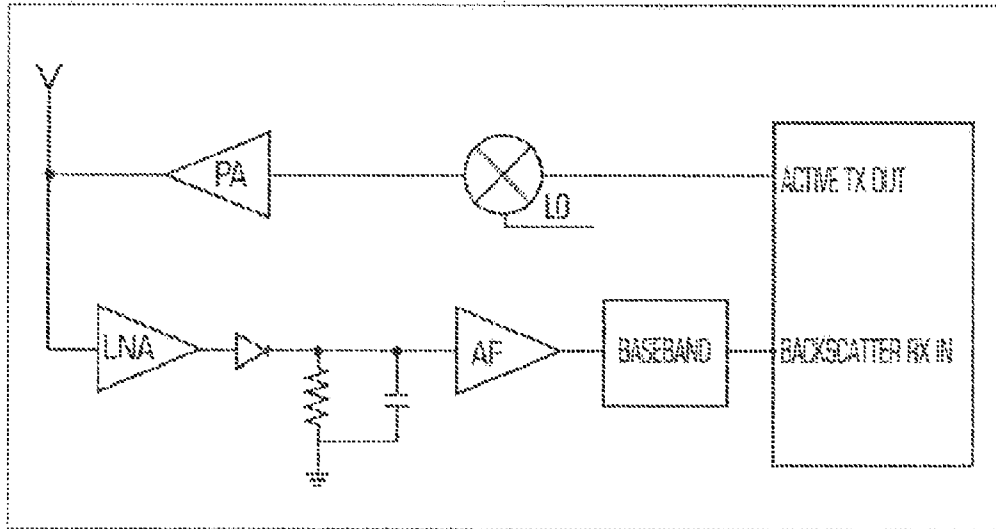 PA
LO
ACTIVE TX OUT
LNA
AF
BASEBAND
BACKSCATTER RX IN